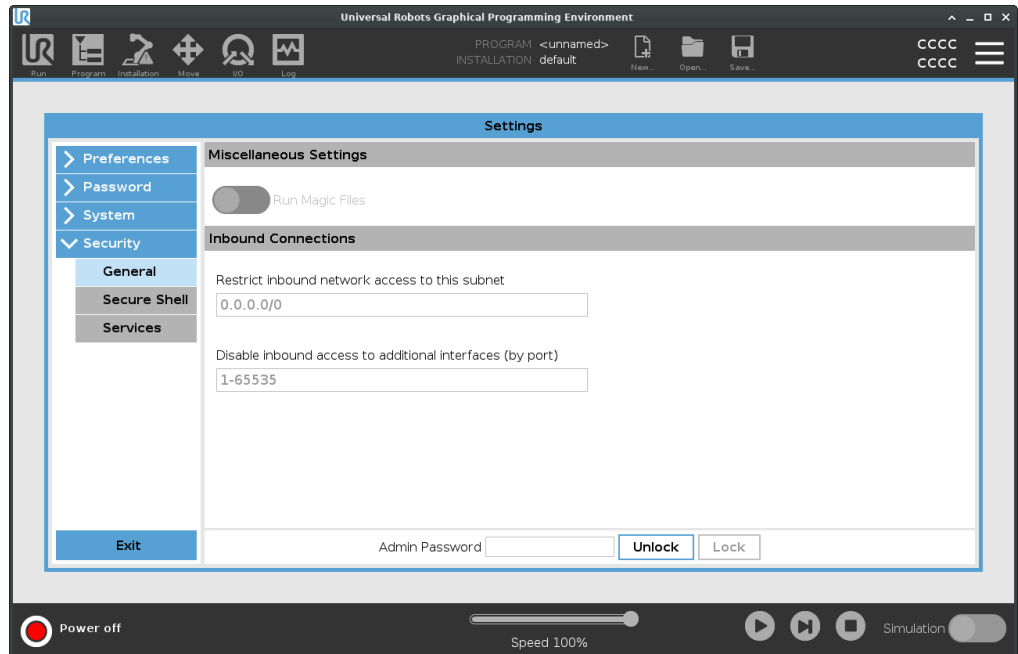 UR
Universal Robots Graphical Programming Environment
UR
Run
Program
Installation
Move
I/O
Log
PROGRAM <unnamed>
INSTALLATION default
New...
Open...
Save...
CCCC
CCCC
Settings
Preferences
Password
System
Security
General
Secure Shell
Services
Exit
Miscellaneous Settings
Run Magic Files
Inbound Connections
Restrict inbound network access to this subnet
0.0.0.0/0
Disable inbound access to additional interfaces (by port)
1-65535
Admin Password
Unlock
Lock
Power off
Speed 100%
Simulation